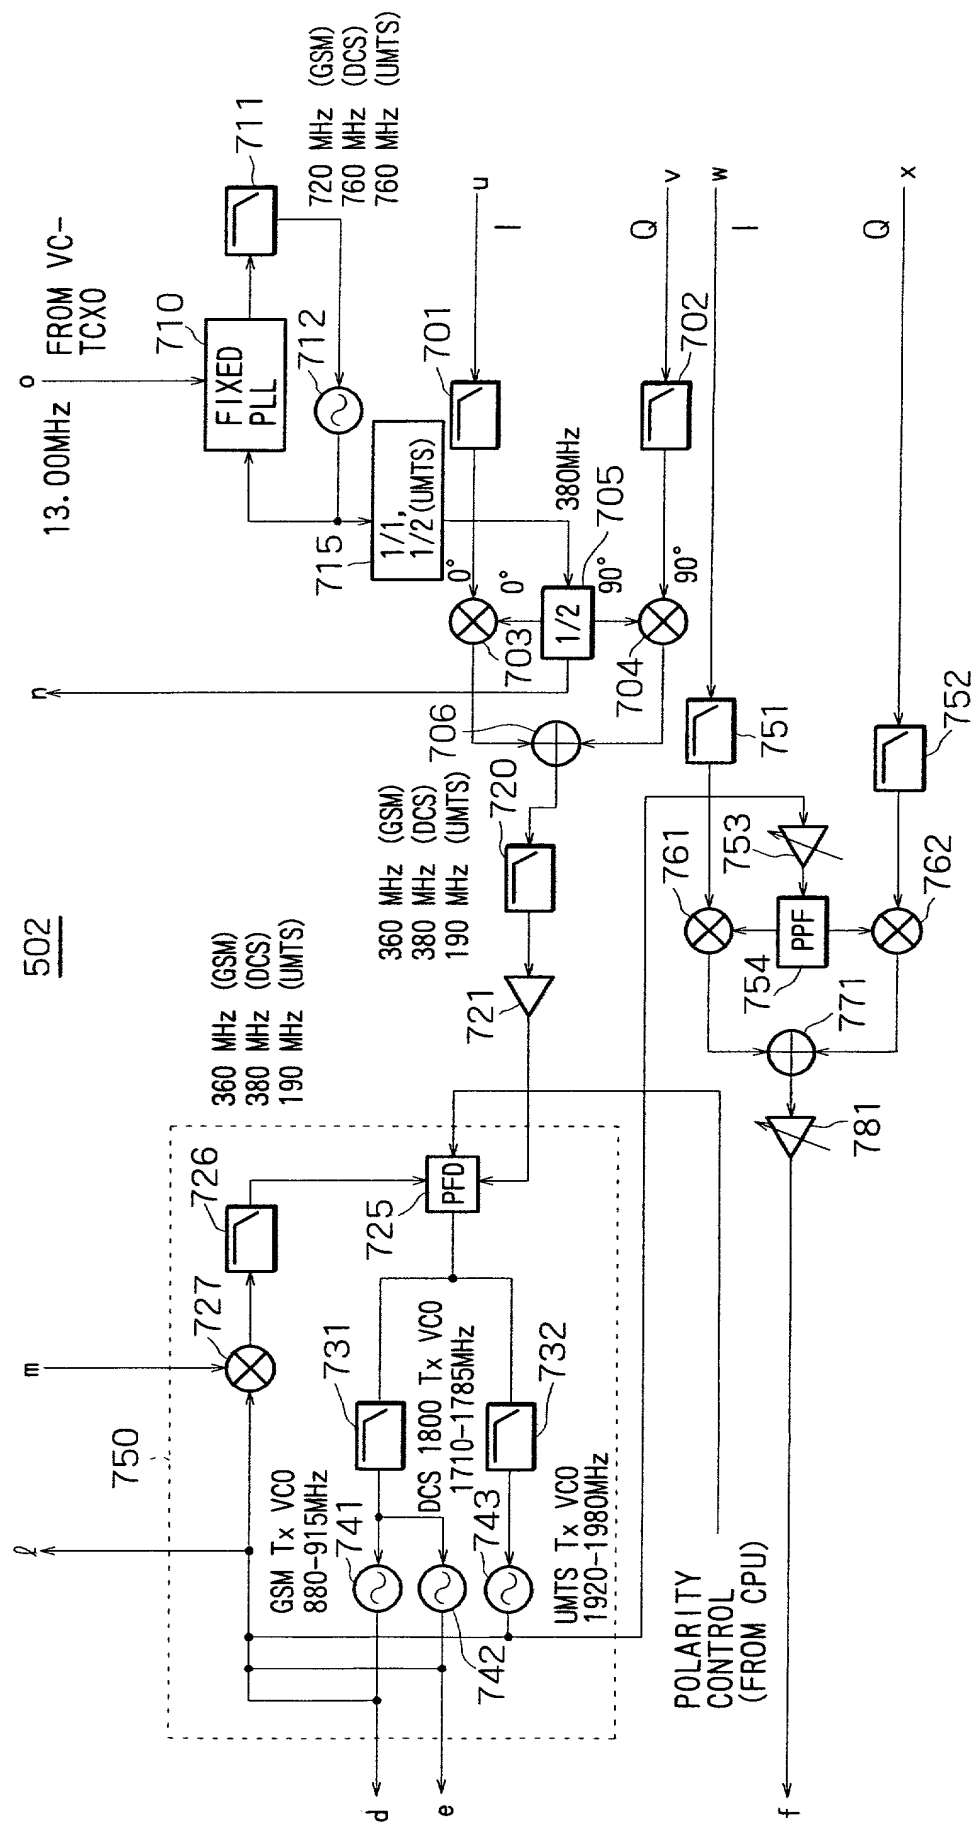 502
o
13.00MHz
FROM VC-
TCXO
710
FIXED
PLL
711
712
720 MHz (GSM)
760 MHz (DCS)
760 MHz (UMTS)
715
1/1,
1/2(UMTS)
n
701
u
I
0°
0°
703
380MHz
1/2
705
90°
90°
704
702
Q
v
w
I
Q
x
706
360 MHz (GSM)
380 MHz (DCS)
190 MHz (UMTS)
720
721
751
752
753
761
762
PPF
754
771
781
360 MHz (GSM)
380 MHz (DCS)
190 MHz (UMTS)
726
725
PFD
727
m
750
ℓ
731
DCS 1800 Tx VCO
1710-1785MHz
732
GSM Tx VCO
880-915MHz
741
742
743
UMTS Tx VCO
1920-1980MHz
POLARITY
CONTROL
(FROM CPU)
d
e
f